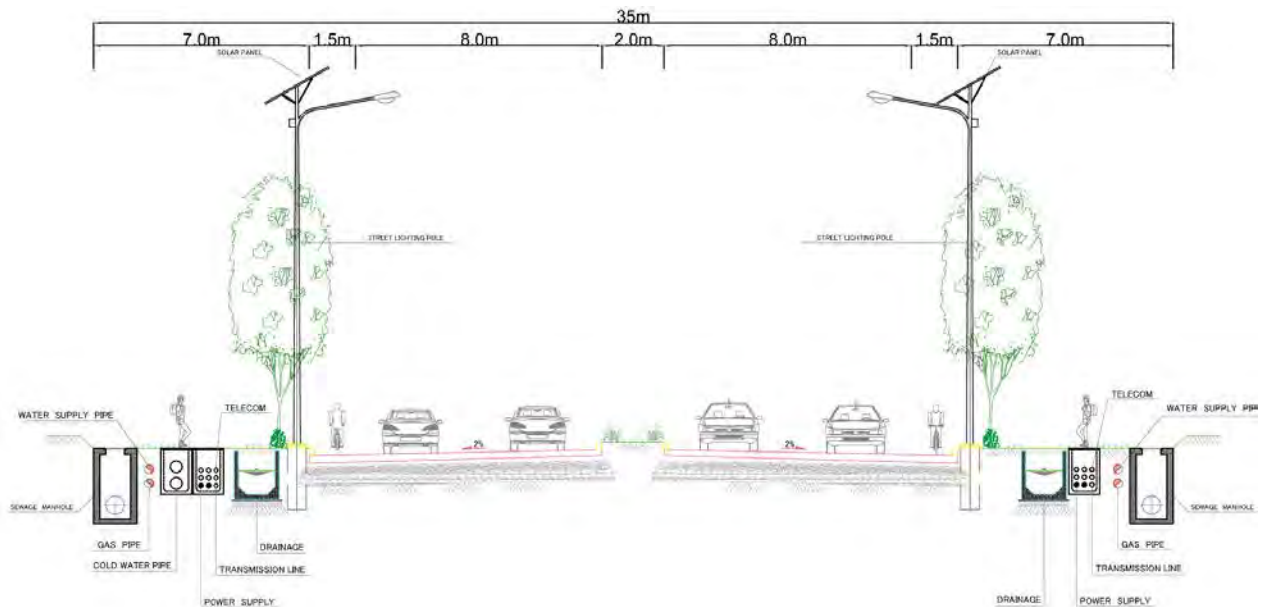 35m
7.0m 1.5m 8.0m 2.0m 8.0m 1.5m 7.0m
SOLAR PANEL SOLAR PANEL
STREET LIGHTING POLE STREET LIGHTING POLE
TELECOM TELECOM
WATER SUPPLY PIPE WATER SUPPLY PIPE
2% 2%
SEWAGE MANHOLE SEWAGE MANHOLE
GAS PIPE DRAINAGE GAS PIPE
COLD WATER PIPE TRANSMISSION LINE TRANSMISSION LINE
POWER SUPPLY DRAINAGE POWER SUPPLY